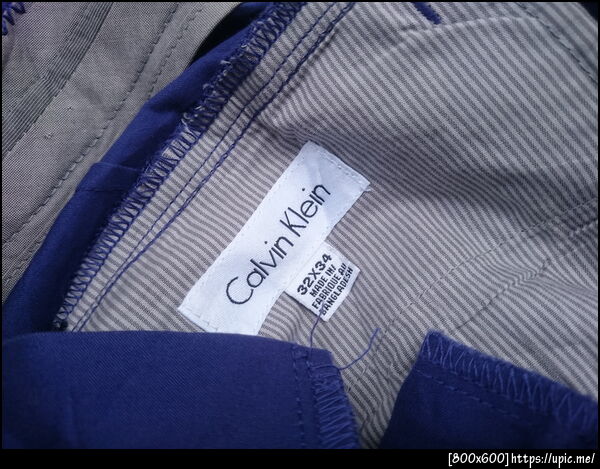 Calvin Klein
32X34
MADE IN/
FABRIQUE AU
BANGLADESH
[800x600]https://upic.me/